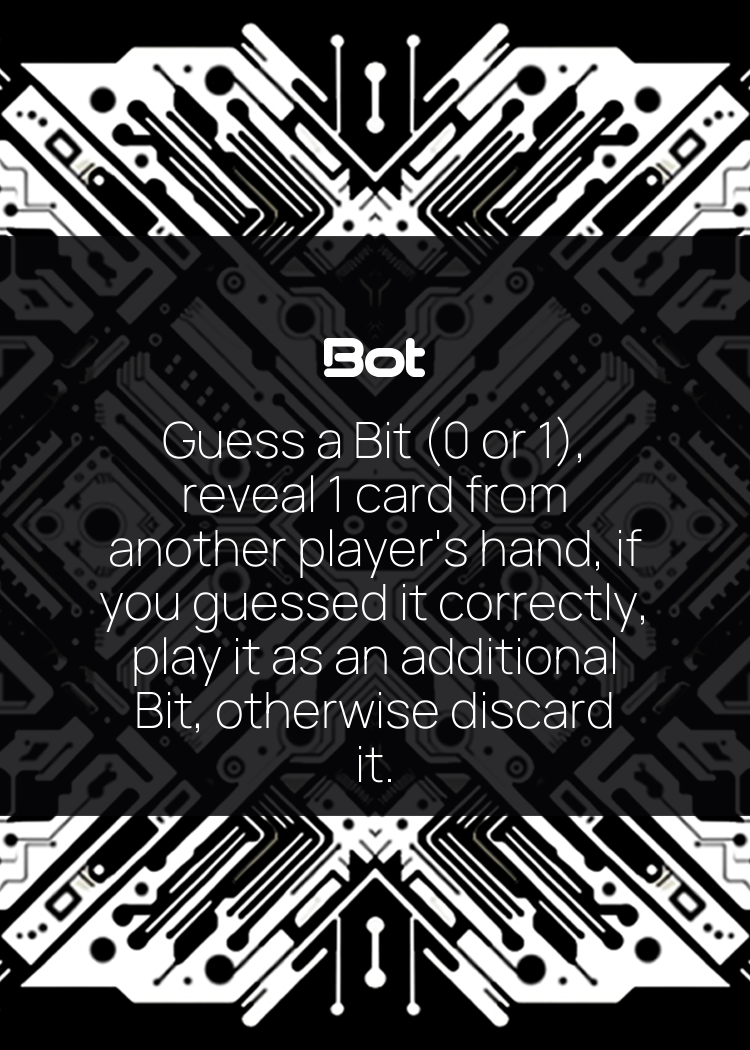 Bot
Guess a Bit (0 or 1),
reveal 1 card from
another player's hand, if
you guessed it correctly,
play it as an additional
Bit, otherwise discard
it.